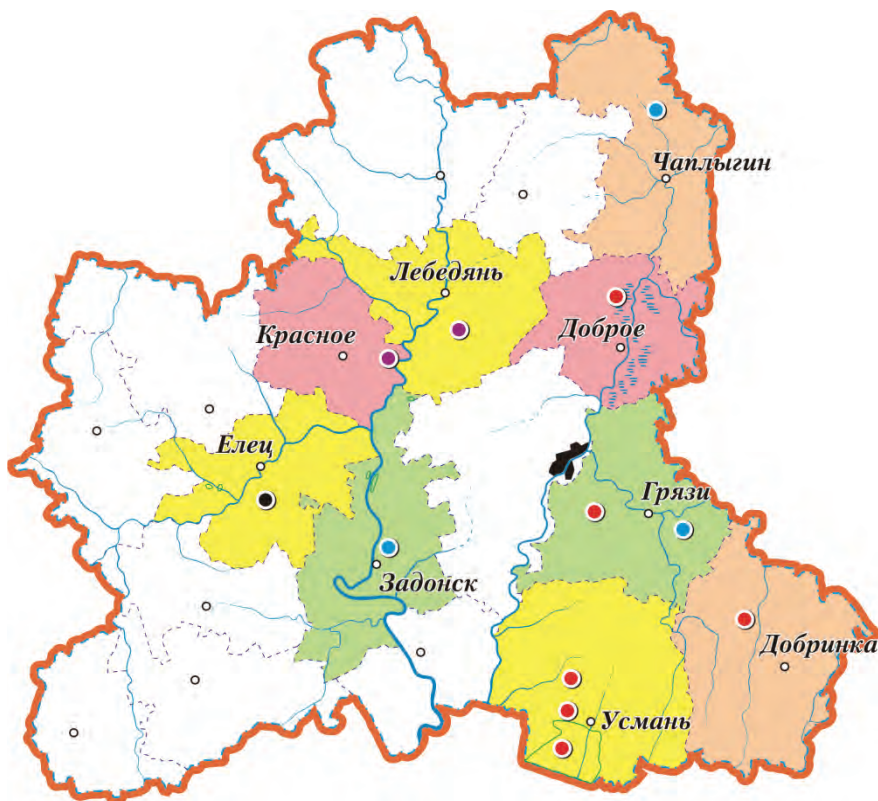 Чаплыгин
Лебедянь
Красное
Доброе
Елец
Грязи
Задонск
Добринка
Усмань